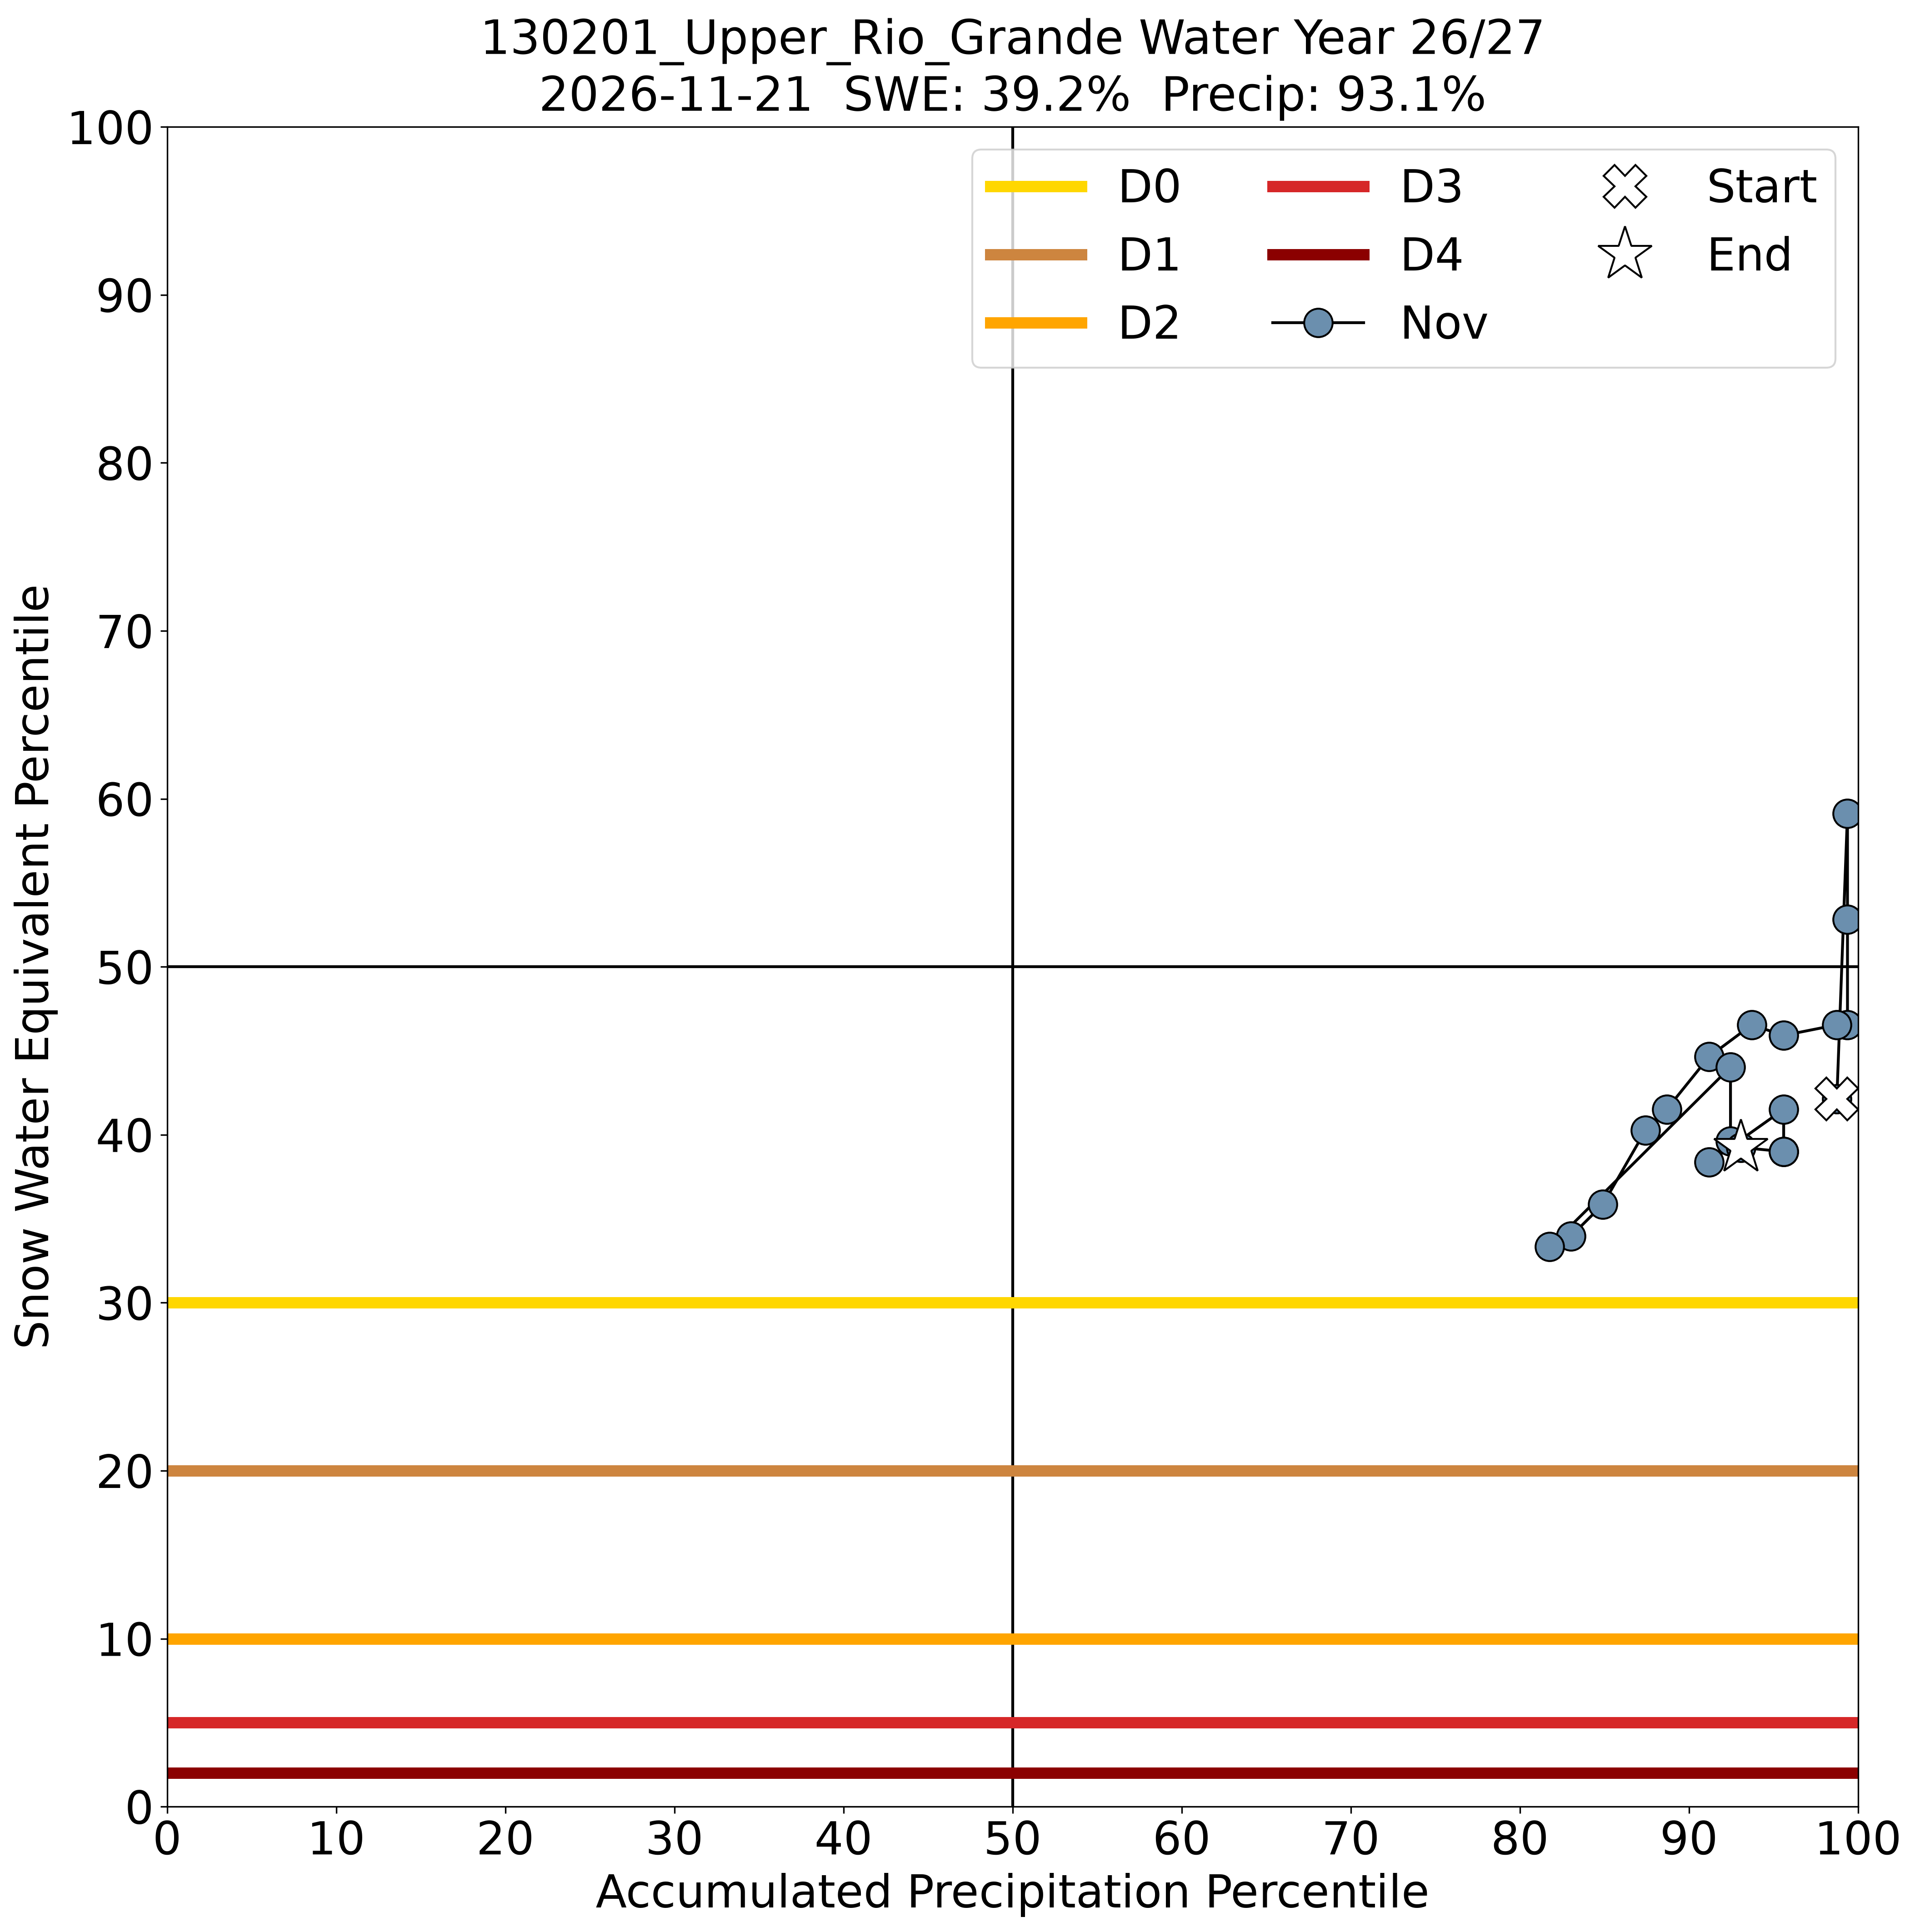 130201_Upper_Rio_Grande Water Year 26/27
2026-11-21 SWE: 39.2% Precip: 93.1%
100
90
80
70
60
50
40
30
20
10
0
Snow Water Equivalent Percentile
D0
D1
D2
D3
D4
Nov
Start
End
0 10 20 30 40 50 60 70 80 90 100
Accumulated Precipitation Percentile